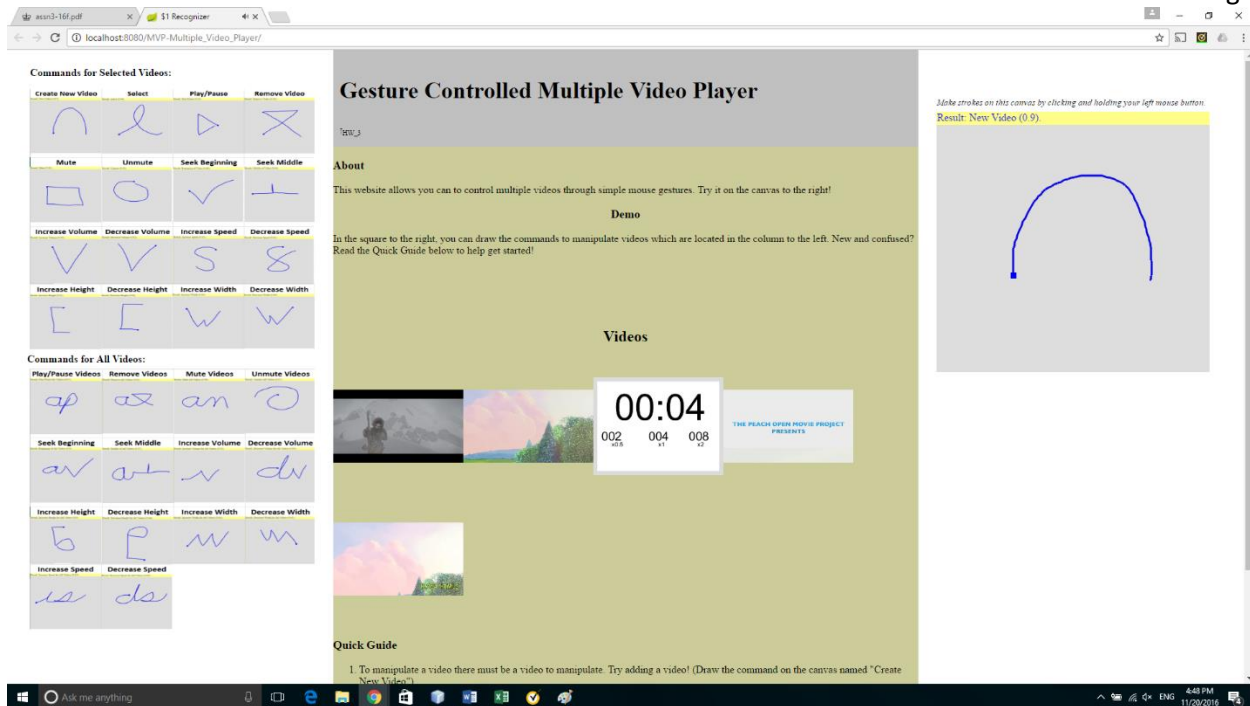 assn3-16f.pdf
$1 Recognizer
localhost:8080/MVP-Multiple_Video_Player/
Commands for Selected Videos:
Create New Video Select Play/Pause Remove Video
Mute Unmute Seek Beginning Seek Middle
Increase Volume Decrease Volume Increase Speed Decrease Speed
Increase Height Decrease Height Increase Width Decrease Width
Commands for All Videos:
Play/Pause Videos Remove Videos Mute Videos Unmute Videos
Seek Beginning Seek Middle Increase Volume Decrease Volume
Increase Height Decrease Height Increase Width Decrease Width
Increase Speed Decrease Speed
Gesture Controlled Multiple Video Player
About
This website allows you can to control multiple videos through simple mouse gestures. Try it on the canvas to the right!
Demo
In the square to the right, you can draw the commands to manipulate videos which are located in the column to the left. New and confused?
Read the Quick Guide below to help get started!
Videos
00:04
002 004 008
x0.5 x1 x2
THE PEACH OPEN MOVIE PROJECT
PRESENTS
Quick Guide
1. To manipulate a video there must be a video to manipulate. Try adding a video! (Draw the command on the canvas named "Create
New Video")
Make strokes on this canvas by clicking and holding your left mouse button.
Result: New Video (0.9).
Ask me anything
ENG
4:48 PM
11/20/2016